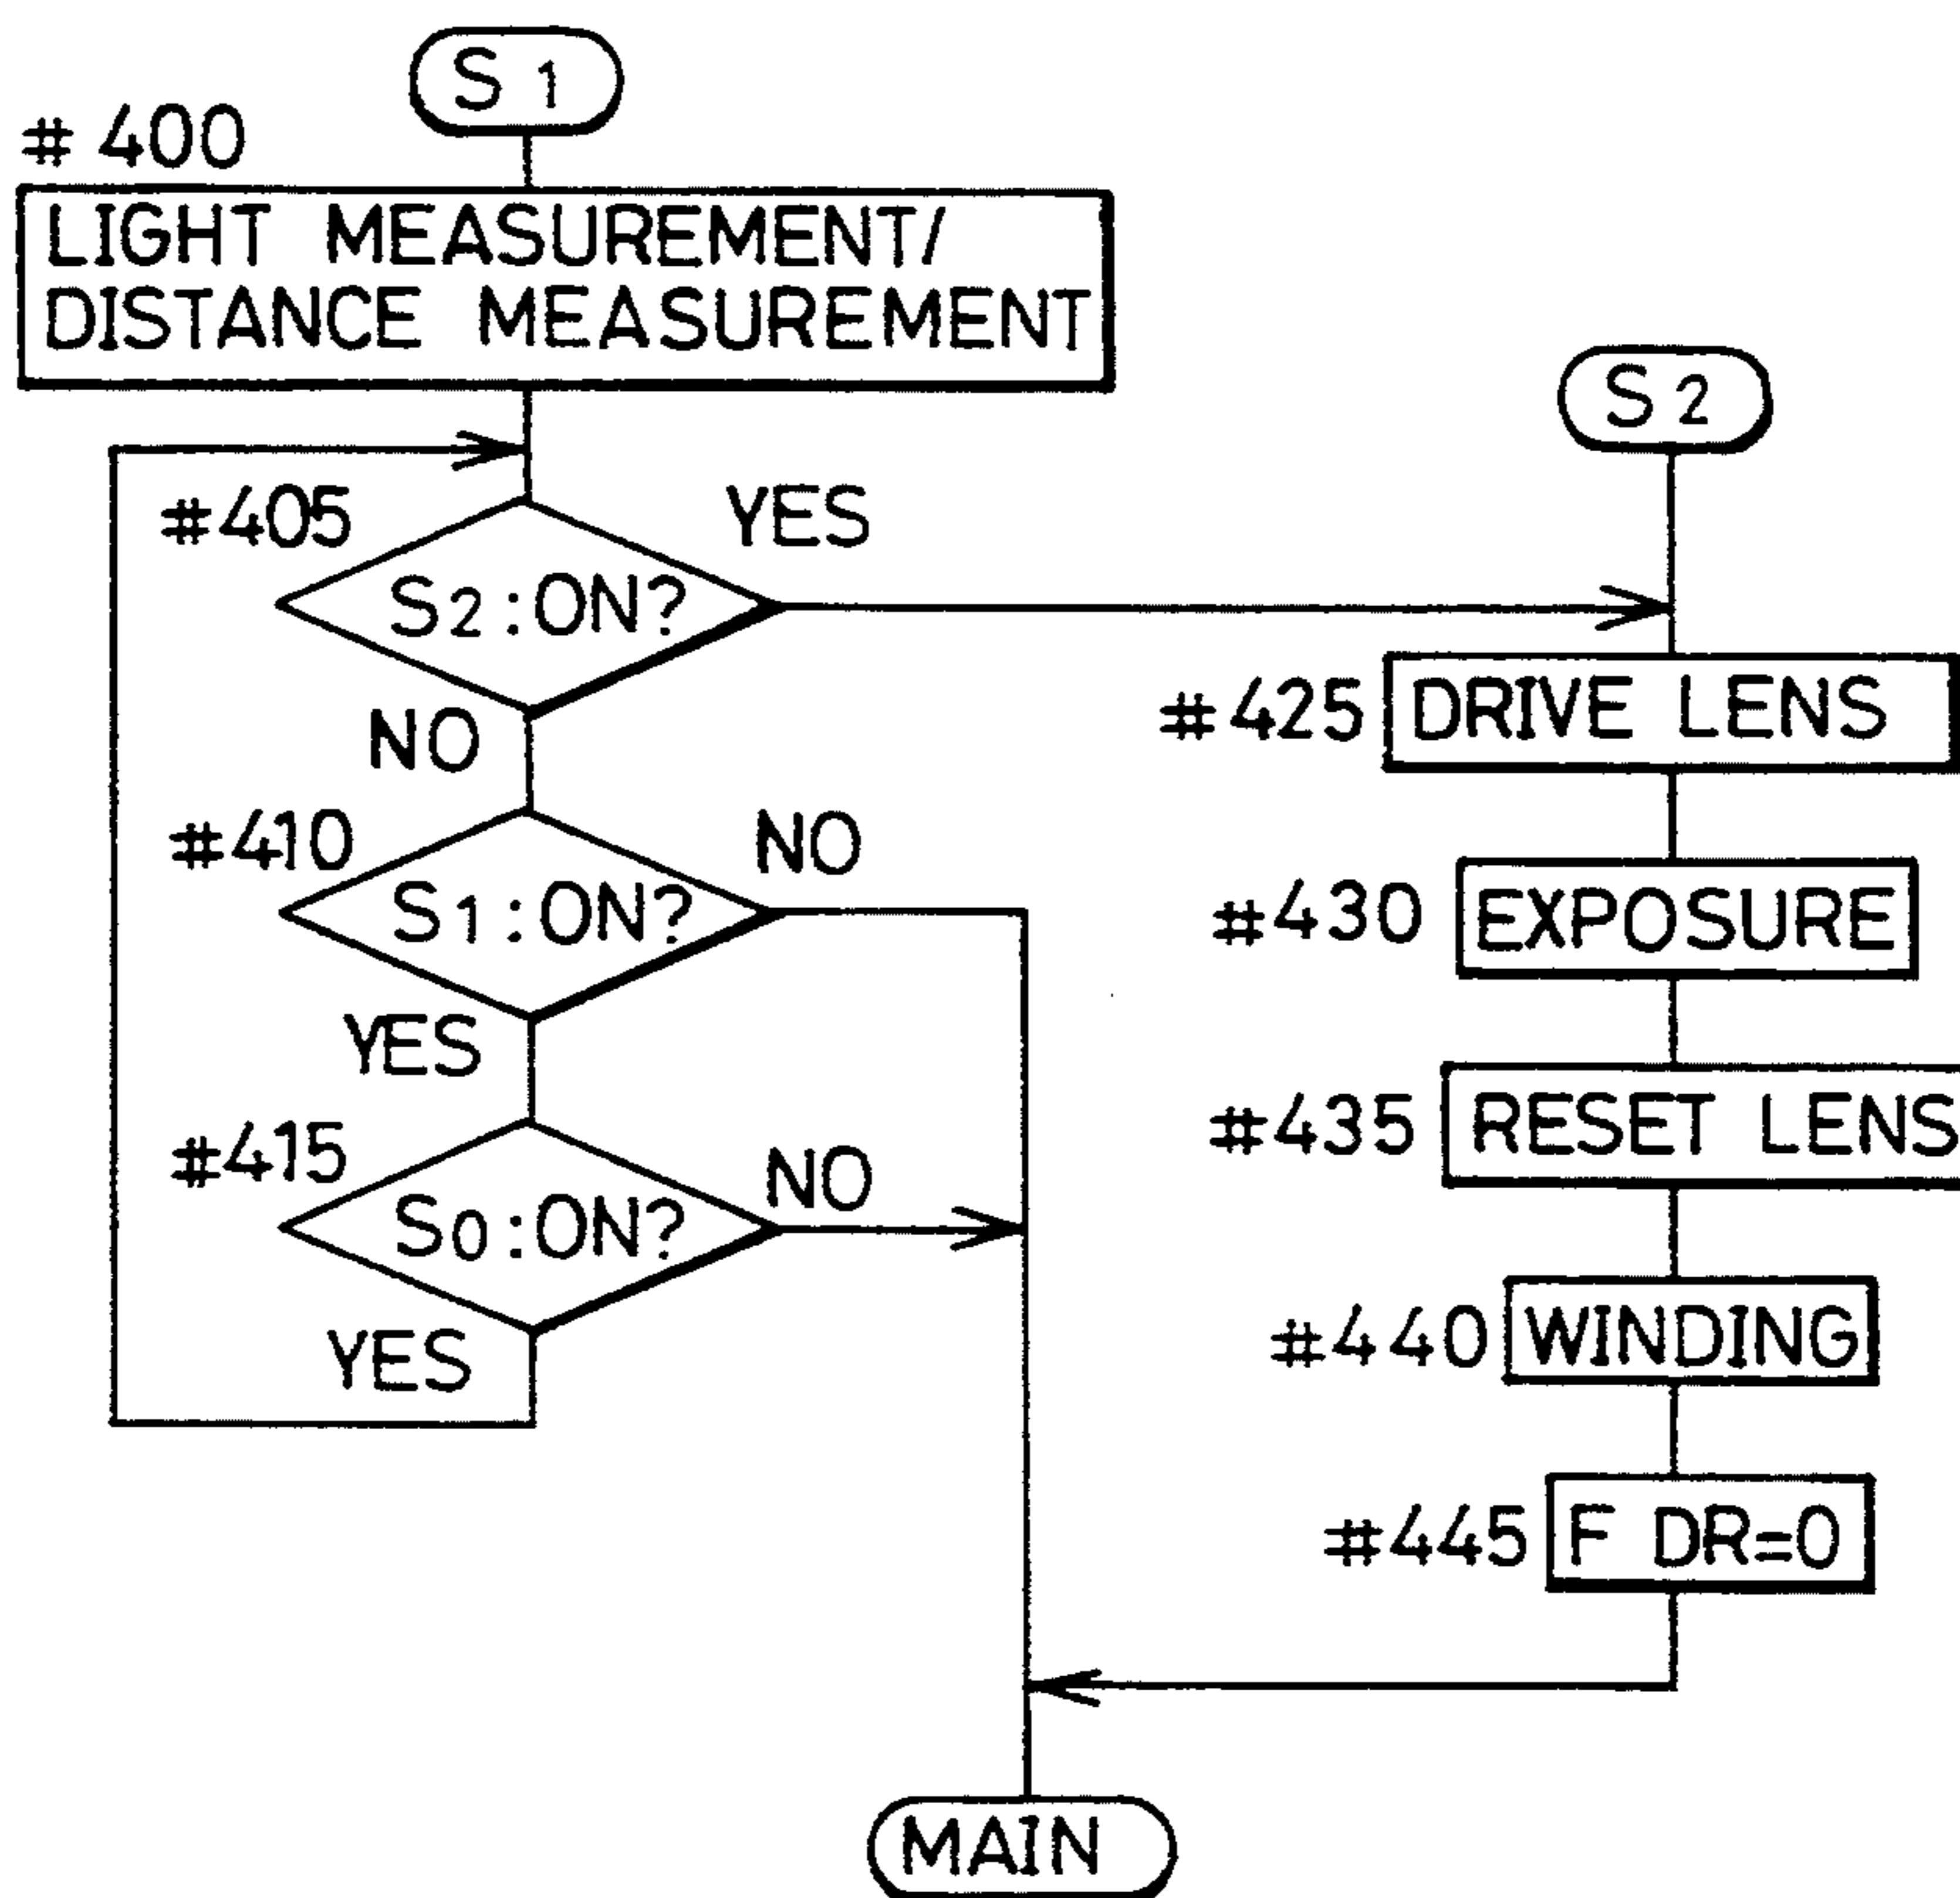 S1
#400
LIGHT MEASUREMENT/
DISTANCE MEASUREMENT
S2
#405
YES
S2:ON?
NO
#425 DRIVE LENS
#410
NO
S1:ON?
YES
#430 EXPOSURE
#435 RESET LENS
#415
NO
S0:ON?
YES
#440 WINDING
#445 F DR=0
MAIN